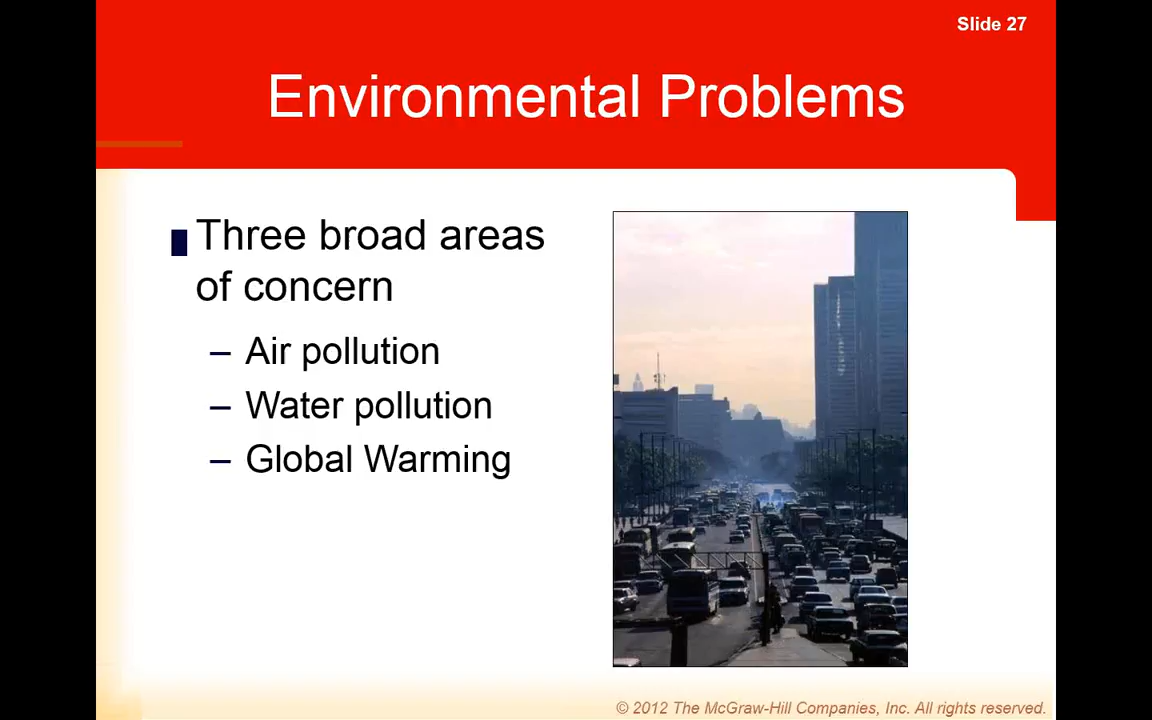 Slide 27
Environmental Problems
Three broad areas
of concern
– Air pollution
– Water pollution
– Global Warming
© 2012 The McGraw-Hill Companies, Inc. All rights reserved.